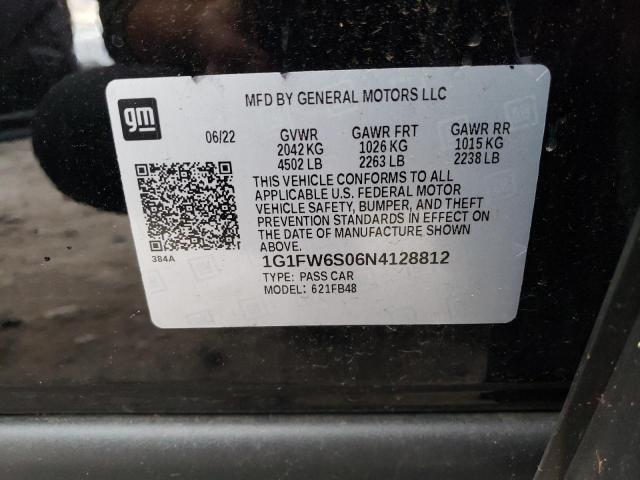 gm
MFD BY GENERAL MOTORS LLC
06/22 GVWR GAWR FRT GAWR RR
2042 KG 1026 KG 1015 KG
4502 LB 2263 LB 2238 LB
THIS VEHICLE CONFORMS TO ALL
APPLICABLE U.S. FEDERAL MOTOR
VEHICLE SAFETY, BUMPER, AND THEFT
PREVENTION STANDARDS IN EFFECT ON
THE DATE OF MANUFACTURE SHOWN
ABOVE.
384A
1G1FW6S06N4128812
TYPE: PASS CAR
MODEL: 621FB48